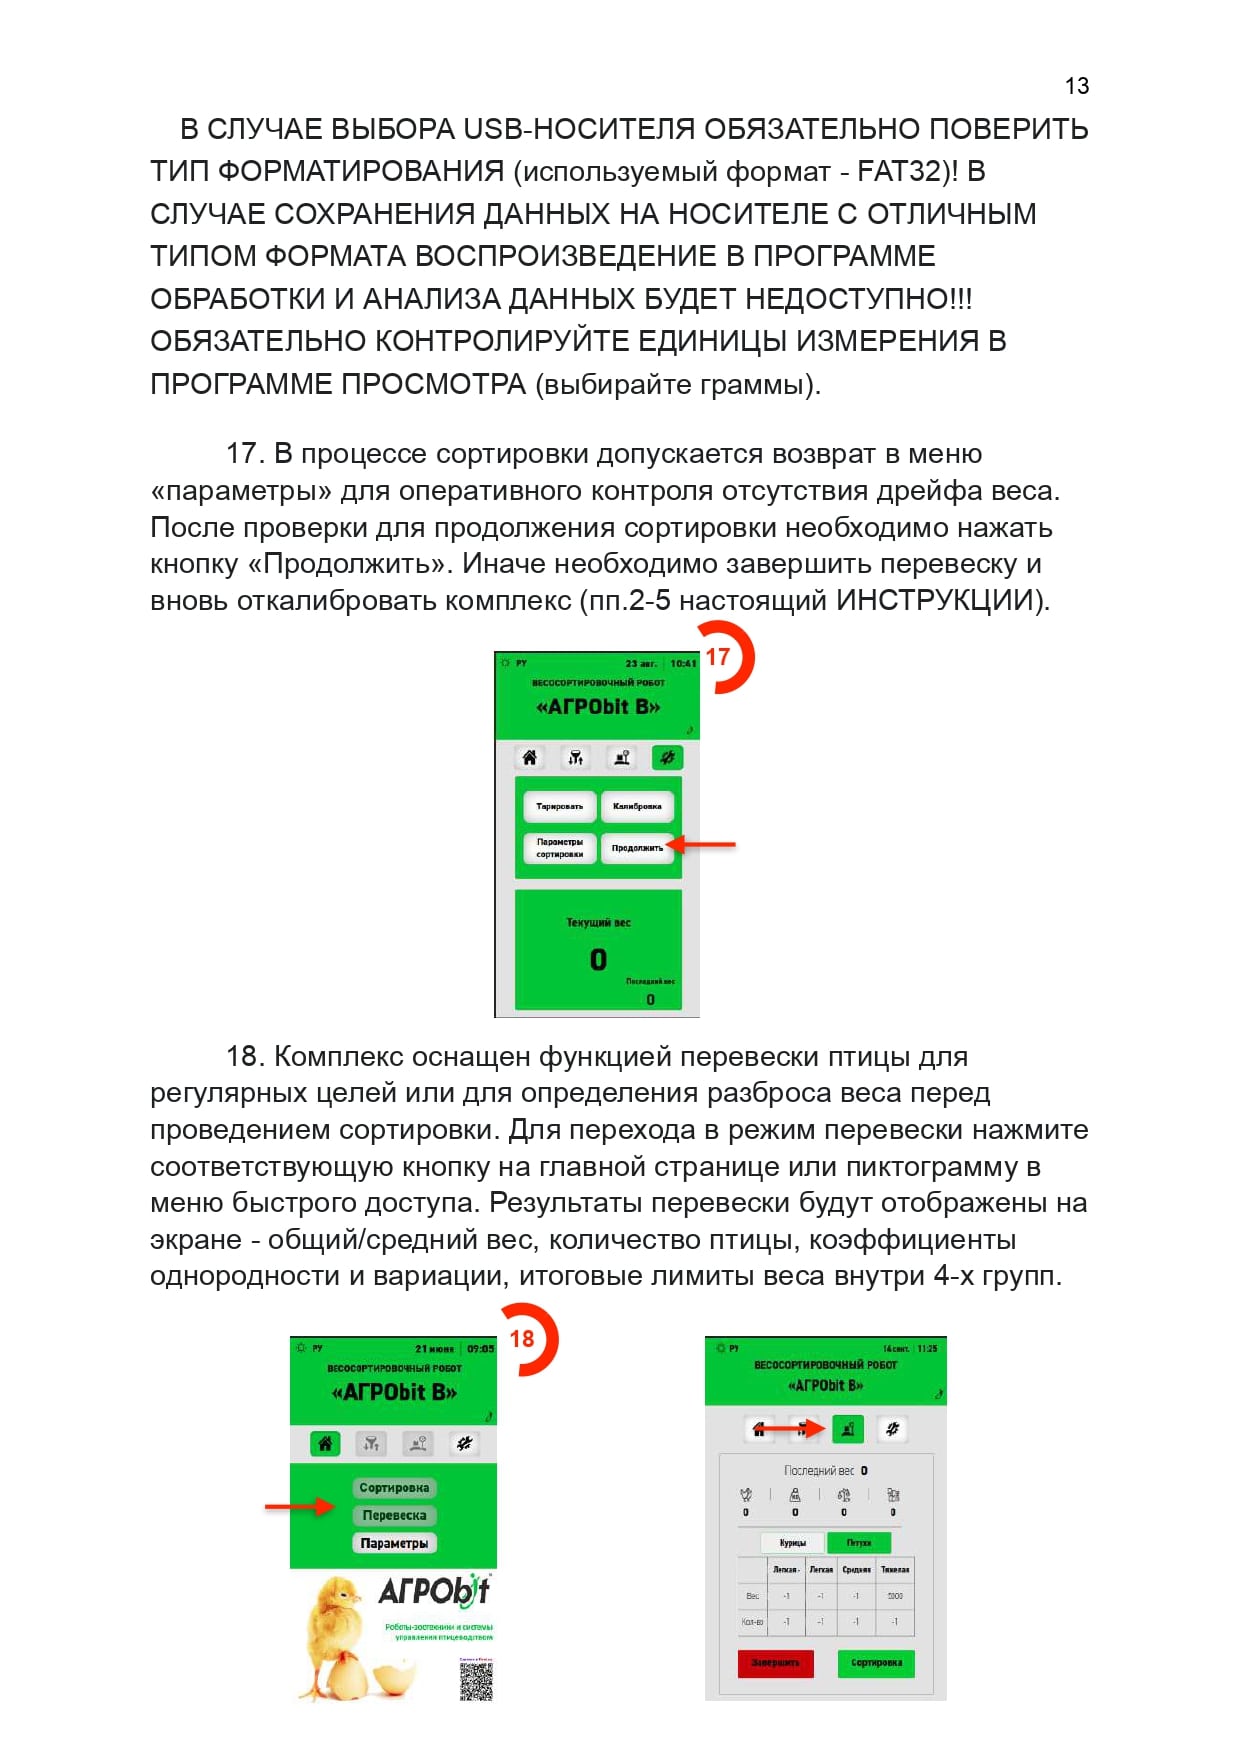 13
В СЛУЧАЕ ВЫБОРА USB-НОСИТЕЛЯ ОБЯЗАТЕЛЬНО ПОВЕРИТЬ
ТИП ФОРМАТИРОВАНИЯ (используемый формат - FAT32)! В
СЛУЧАЕ СОХРАНЕНИЯ ДАННЫХ НА НОСИТЕЛЕ С ОТЛИЧНЫМ
ТИПОМ ФОРМАТА ВОСПРОИЗВЕДЕНИЕ В ПРОГРАММЕ
ОБРАБОТКИ И АНАЛИЗА ДАННЫХ БУДЕТ НЕДОСТУПНО!!!
ОБЯЗАТЕЛЬНО КОНТРОЛИРУЙТЕ ЕДИНИЦЫ ИЗМЕРЕНИЯ В
ПРОГРАММЕ ПРОСМОТРА (выбирайте граммы).
17. В процессе сортировки допускается возврат в меню
«параметры» для оперативного контроля отсутствия дрейфа веса.
После проверки для продолжения сортировки необходимо нажать
кнопку «Продолжить». Иначе необходимо завершить перевеску и
вновь откалибровать комплекс (пп.2-5 настоящий ИНСТРУКЦИИ).
17
РУ 23 авг. | 10:41
ВЕСОСОРТИРОВОЧНЫЙ РОБОТ
«АГРОbit В»
Тарировать Калибровка
Параметры сортировки Продолжить
Текущий вес
0
Последний вес
0
18. Комплекс оснащен функцией перевески птицы для
регулярных целей или для определения разброса веса перед
проведением сортировки. Для перехода в режим перевески нажмите
соответствующую кнопку на главной странице или пиктограмму в
меню быстрого доступа. Результаты перевески будут отображены на
экране - общий/средний вес, количество птицы, коэффициенты
однородности и вариации, итоговые лимиты веса внутри 4-х групп.
18
РУ 21 июня | 09:05
ВЕСОСОРТИРОВОЧНЫЙ РОБОТ
«АГРОbit В»
Сортировка
Перевеска
Параметры
АГРОbit
Роботы-зоотехники и системы
управления птицеводством
РУ 14 сент. | 11:25
ВЕСОСОРТИРОВОЧНЫЙ РОБОТ
«АГРОbit В»
Последний вес 0
0 0 0 0
Курицы Петухи
Легкая - Легкая Средняя Тяжелая
Вес -1 -1 -1 5000
Кол-во -1 -1 -1 -1
Завершить Сортировка